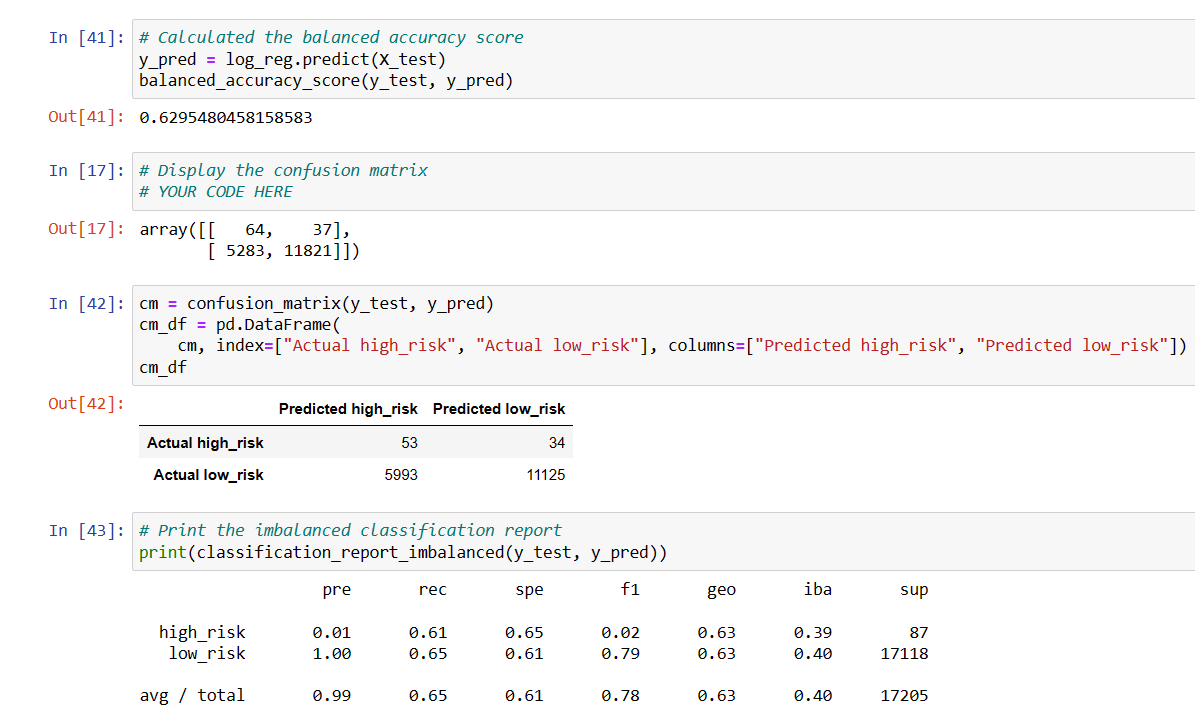 In [41]: # Calculated the balanced accuracy score
y_pred = log_reg.predict(X_test)
balanced_accuracy_score(y_test, y_pred)
Out[41]: 0.6295480458158583
In [17]: # Display the confusion matrix
# YOUR CODE HERE
Out[17]: array([[   64,    37],
       [ 5283, 11821]])
In [42]: cm = confusion_matrix(y_test, y_pred)
cm_df = pd.DataFrame(
    cm, index=["Actual high_risk", "Actual low_risk"], columns=["Predicted high_risk", "Predicted low_risk"])
cm_df
Out[42]:
Predicted high_risk Predicted low_risk
Actual high_risk 53 34
Actual low_risk 5993 11125
In [43]: # Print the imbalanced classification report
print(classification_report_imbalanced(y_test, y_pred))
pre rec spe f1 geo iba sup
high_risk 0.01 0.61 0.65 0.02 0.63 0.39 87
low_risk 1.00 0.65 0.61 0.79 0.63 0.40 17118
avg / total 0.99 0.65 0.61 0.78 0.63 0.40 17205